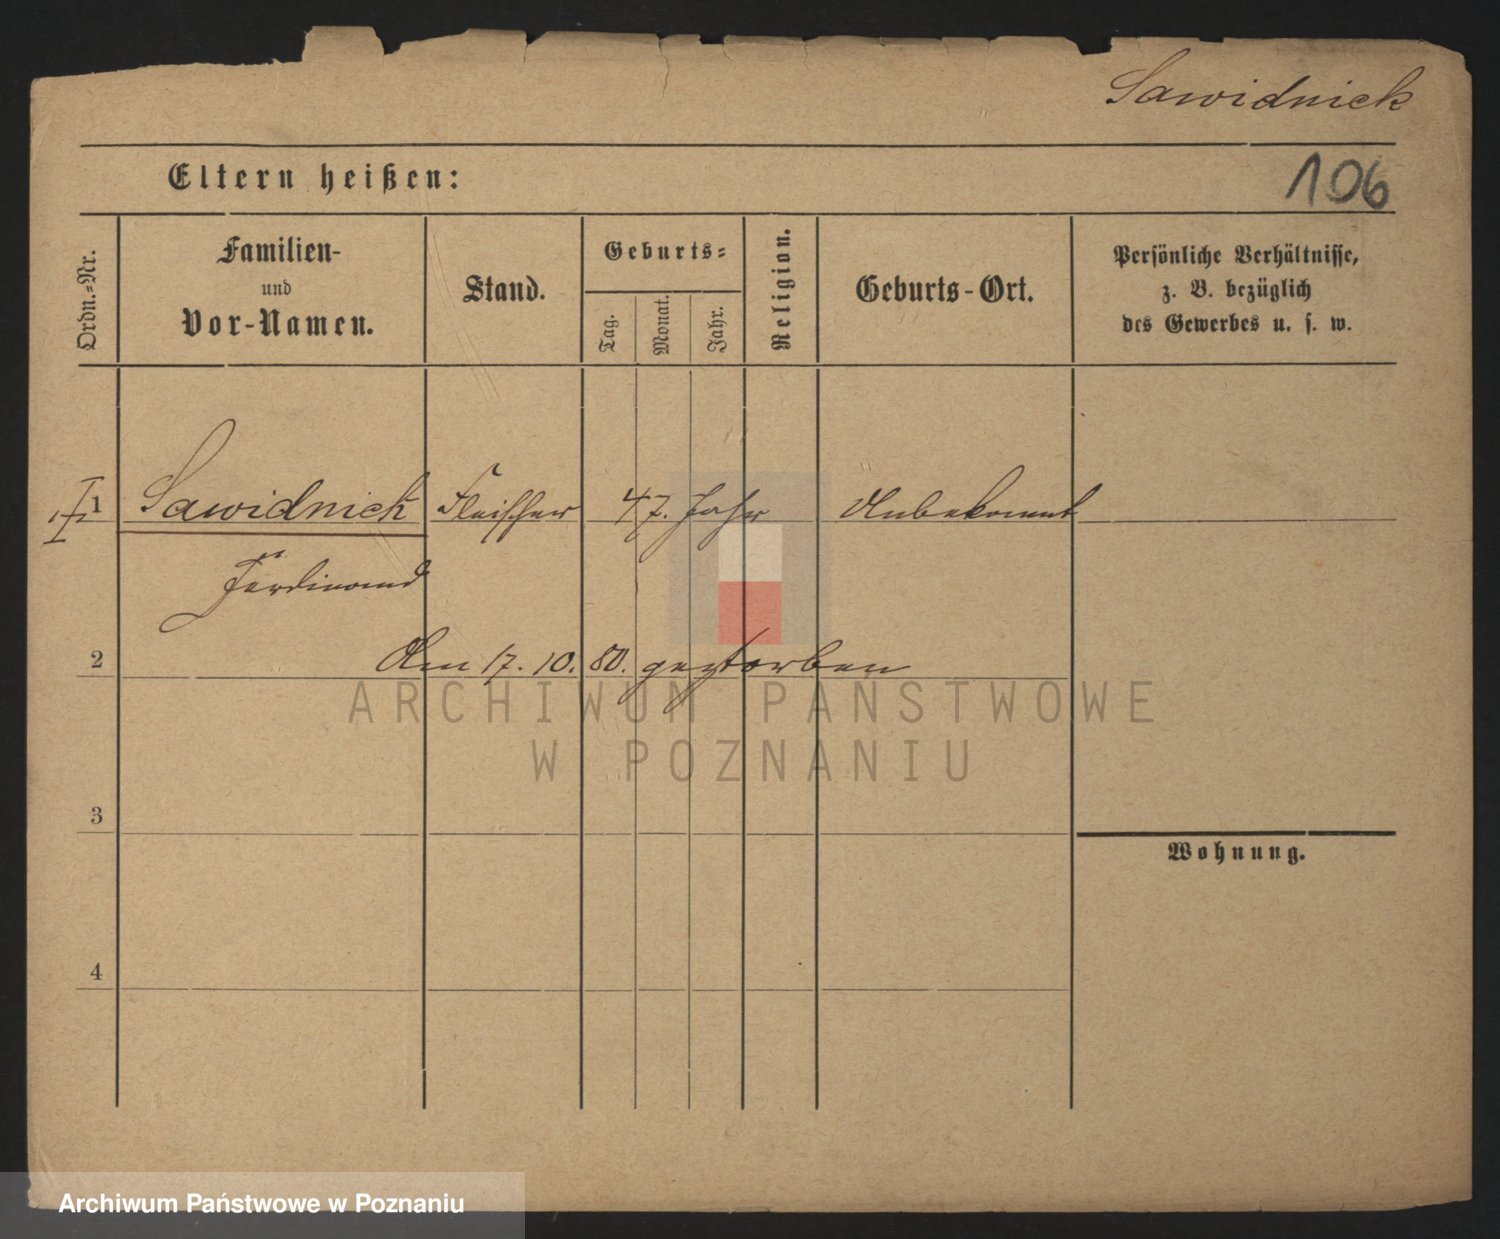 Sawidnick
106
Eltern heißen:
Ordn.-Nr.
Familien-
und
Vor-Namen.
Stand.
Geburts-
Tag.
Monat.
Jahr.
Religion.
Geburts-Ort.
Persönliche Verhältnisse,
z. B. bezüglich
des Gewerbes u. s. w.
1 Sawidnick Fleischer 47. Jahr Unbekannt
Ferdinand
2 Am 17. 10. 80. gestorben
ARCHIWUM PAŃSTWOWE
W POZNANIU
3
Wohnung.
4
Archiwum Państwowe w Poznaniu